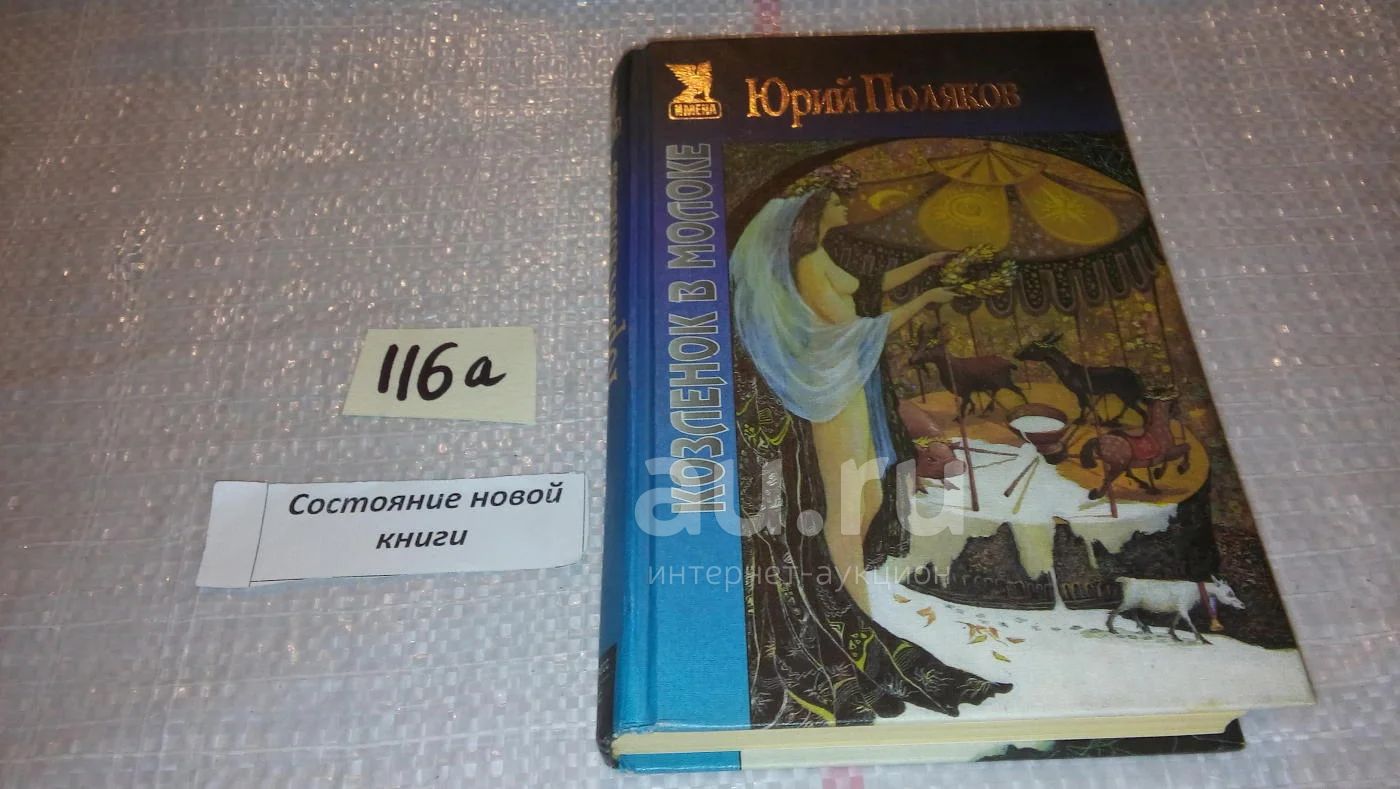 ИМЕНА
Юрий Поляков
КОЗЛЕНОК В МОЛОКЕ
116а
Состояние новой
книги
au.ru
интернет-аукцион